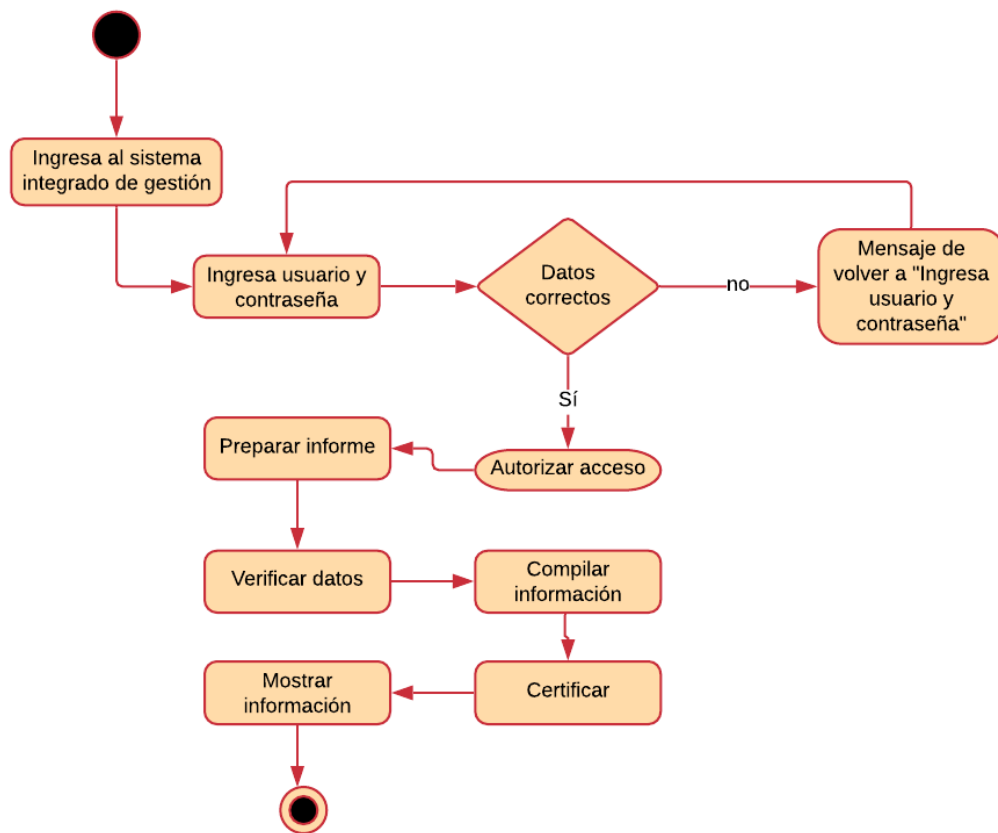 Ingresa al sistema
integrado de gestión
Ingresa usuario y
contraseña
Datos
correctos
no
Mensaje de
volver a "Ingresa
usuario y
contraseña"
Sí
Autorizar acceso
Preparar informe
Verificar datos
Compilar
información
Certificar
Mostrar
información